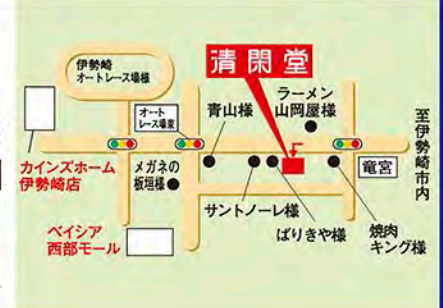 伊勢崎
オートレース場様
清閑堂
ラーメン
山岡屋様
オート
レース場東
青山様
至伊勢崎市内
カインズホーム
伊勢崎店
メガネの
板垣様
竜宮
サントノーレ様
ばりきや様
焼肉
キング様
ベイシア
西部モール